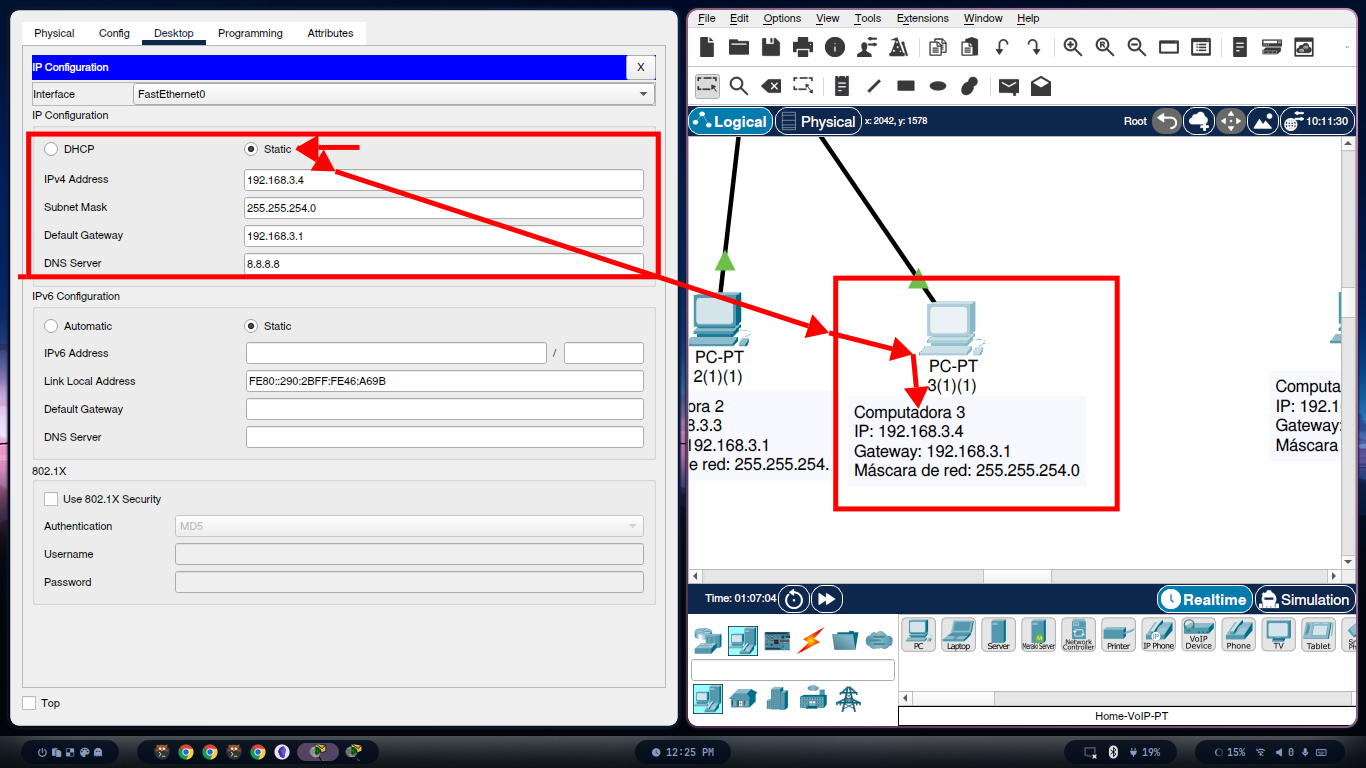 Physical Config Desktop Programming Attributes
IP Configuration X
Interface FastEthernet0
IP Configuration
DHCP Static
IPv4 Address 192.168.3.4
Subnet Mask 255.255.254.0
Default Gateway 192.168.3.1
DNS Server 8.8.8.8
IPv6 Configuration
Automatic Static
IPv6 Address /
Link Local Address FE80::290:2BFF:FE46:A69B
Default Gateway
DNS Server
802.1X
Use 802.1X Security
Authentication MD5
Username
Password
Top
File Edit Options View Tools Extensions Window Help
Logical Physical x: 2042, y: 1578 Root 10:11:30
PC-PT
2(1)(1)
ora 2
3.3.3
192.168.3.1
e red: 255.255.254.
PC-PT
3(1)(1)
Computadora 3
IP: 192.168.3.4
Gateway: 192.168.3.1
Máscara de red: 255.255.254.0
Computa
IP: 192.1
Gateway:
Máscara
Time: 01:07:04 Realtime Simulation
PC Laptop Server Meraki Server Network Controller Printer IP Phone VoIP Device Phone TV Tablet
Home-VoIP-PT
12:25 PM 19% 15% 0